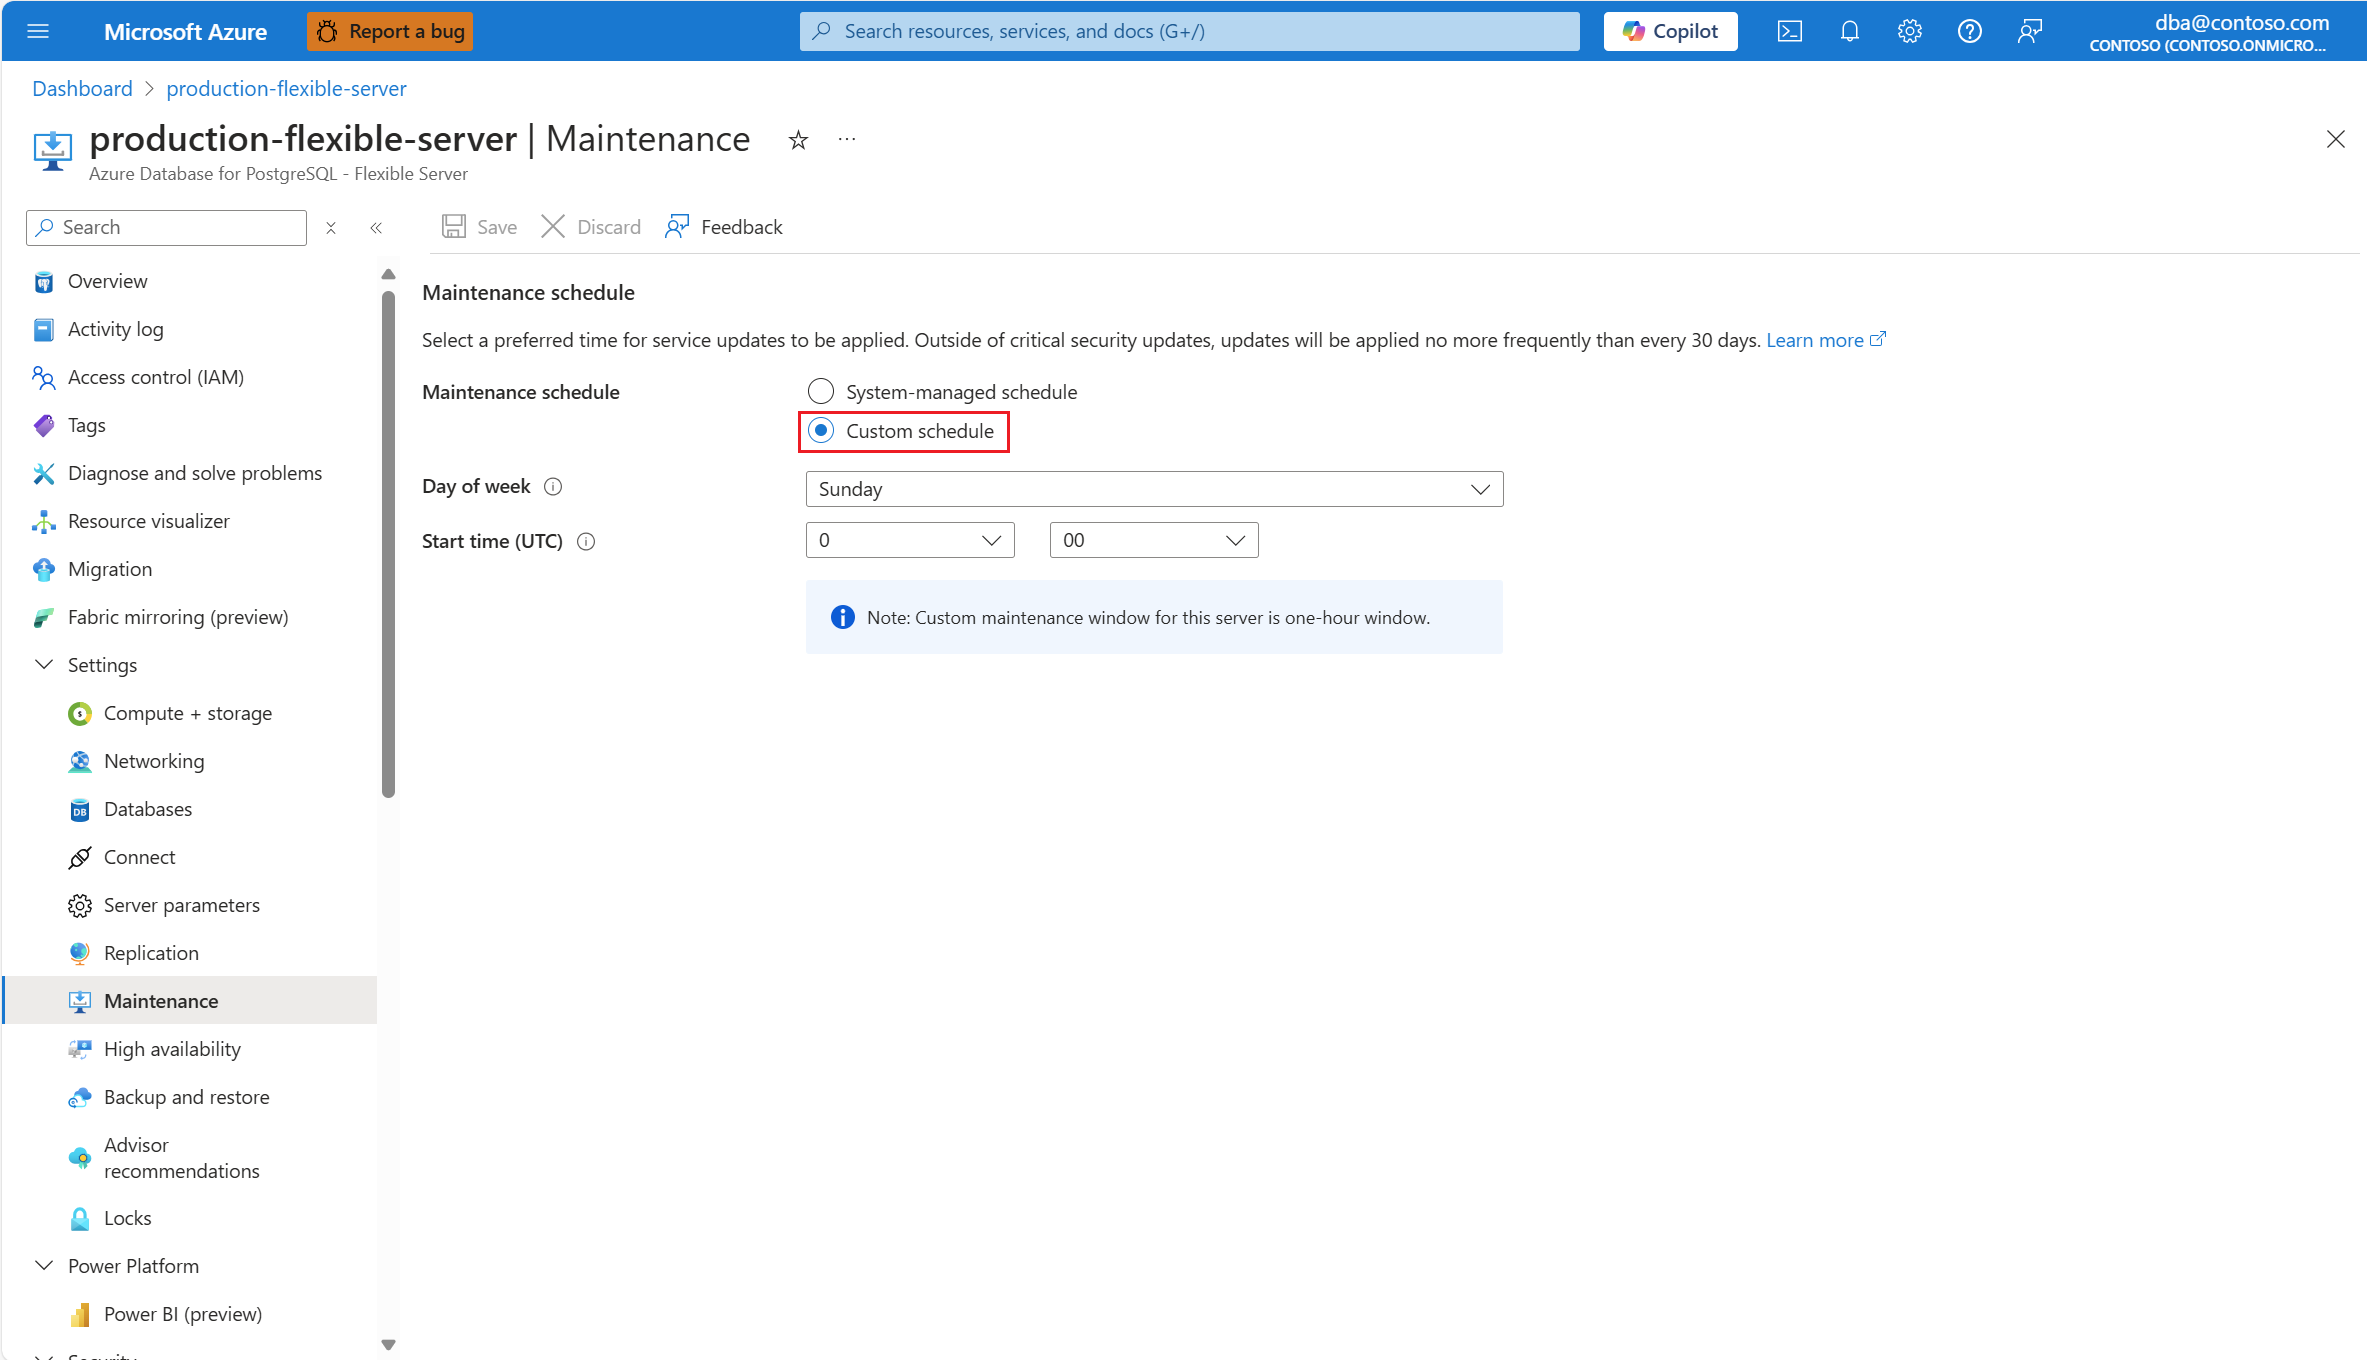 Microsoft Azure
Report a bug
Search resources, services, and docs (G+/)
Copilot
dba@contoso.com
CONTOSO (CONTOSO.ONMICRO...
Dashboard > production-flexible-server
production-flexible-server | Maintenance
Azure Database for PostgreSQL - Flexible Server
Search
Save
Discard
Feedback
Overview
Activity log
Access control (IAM)
Tags
Diagnose and solve problems
Resource visualizer
Migration
Fabric mirroring (preview)
Settings
Compute + storage
Networking
Databases
Connect
Server parameters
Replication
Maintenance
High availability
Backup and restore
Advisor
recommendations
Locks
Power Platform
Power BI (preview)
Security
Maintenance schedule
Select a preferred time for service updates to be applied. Outside of critical security updates, updates will be applied no more frequently than every 30 days. Learn more
Maintenance schedule
System-managed schedule
Custom schedule
Day of week
Sunday
Start time (UTC)
0
00
Note: Custom maintenance window for this server is one-hour window.